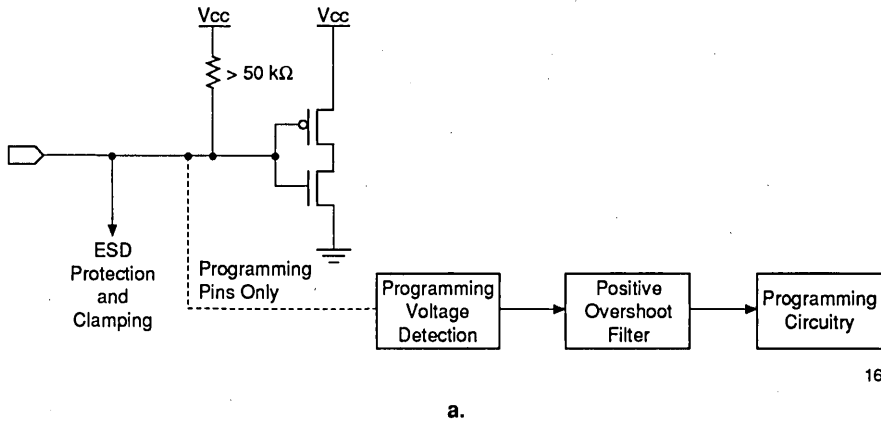 Vcc
Vcc
> 50 kΩ
ESD
Protection
and
Clamping
Programming
Pins Only
Programming
Voltage
Detection
Positive
Overshoot
Filter
Programming
Circuitry
16
a.